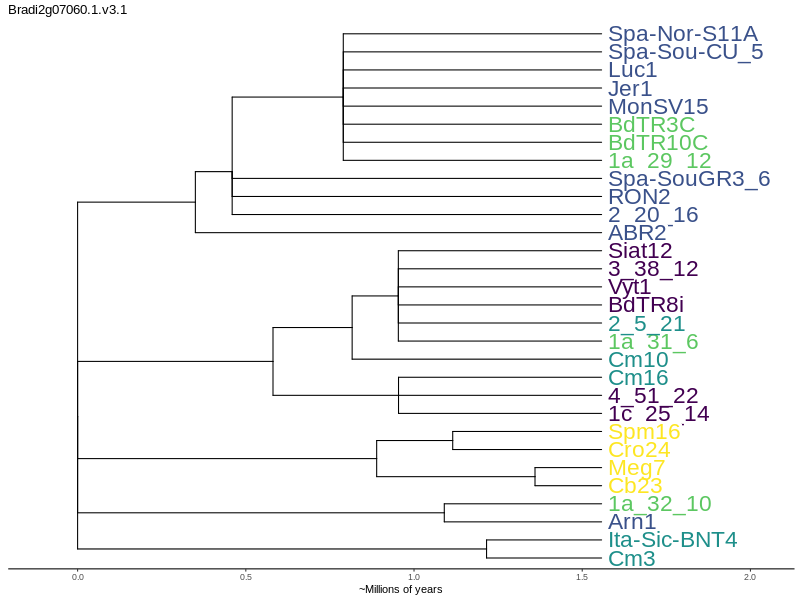 Bradi2g07060.1.v3.1
Spa-Nor-S11A
Spa-Sou-CU_5
Luc1
Jer1
MonSV15
BdTR3C
BdTR10C
1a_29_12
Spa-SouGR3_6
RON2
2_20_16
ABR2
Siat12
3_38_12
Vyt1
BdTR8i
2_5_21
1a_31_6
Cm10
Cm16
4_51_22
1c_25_14
Spm16
Cro24
Meg7
Cb23
1a_32_10
Arn1
Ita-Sic-BNT4
Cm3
0.0 0.5 1.0 1.5 2.0
~Millions of years